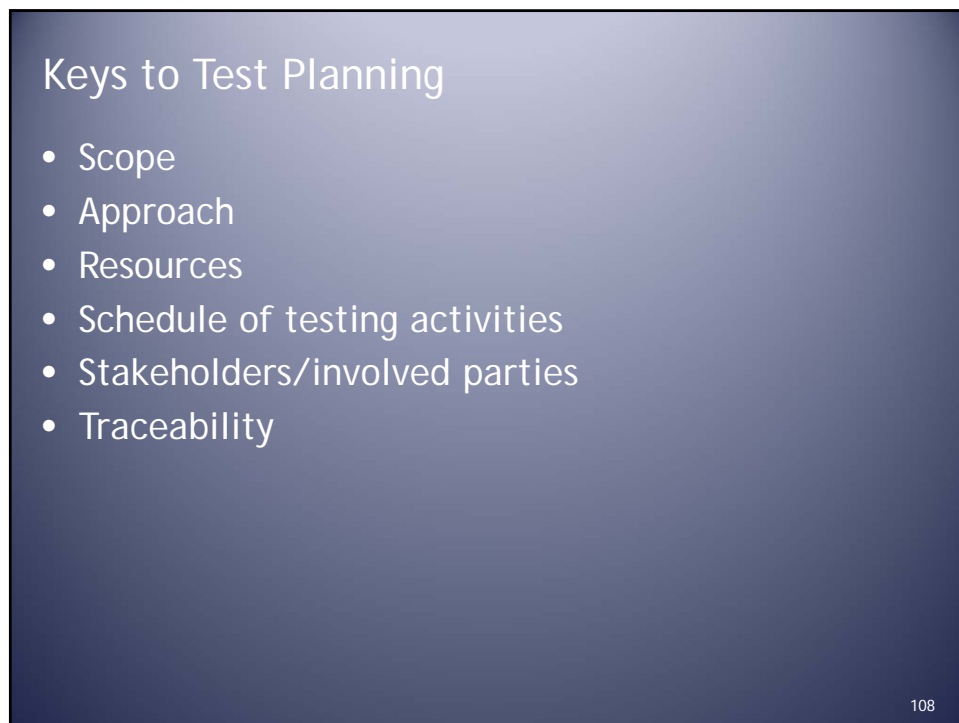 Keys to Test Planning
• Scope
• Approach
• Resources
• Schedule of testing activities
• Stakeholders/involved parties
• Traceability
108